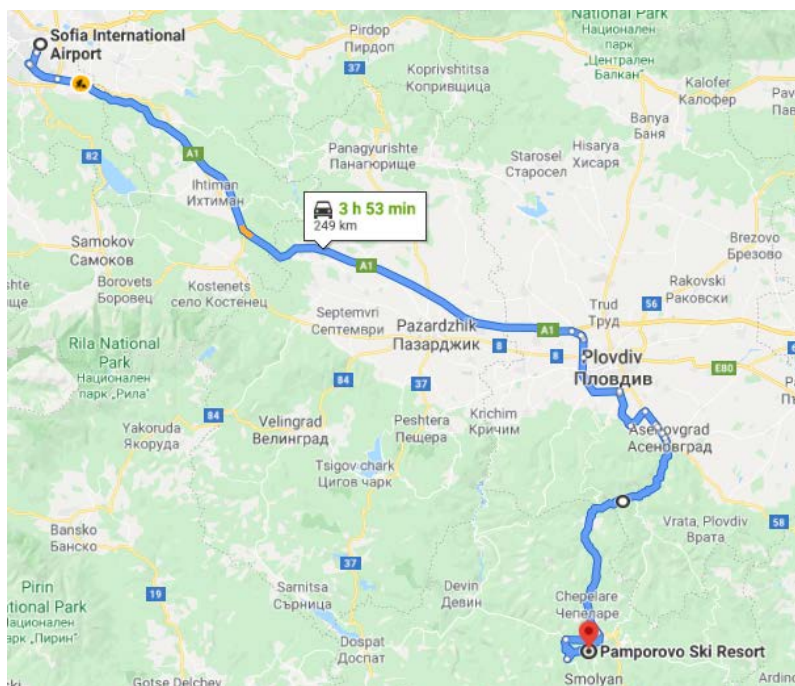 National Park
Национален
парк
„Централен
Балкан“
Sofia International
Airport
Pirdop
Пирдоп
37
Koprivshtitsa
Копривщица
Kalofer
Калофер
Banya
Баня
82
A1
Panagyurishte
Панагюрище
Starosel
Старосел
Hisarya
Хисаря
Ihtiman
Ихтиман
3 h 53 min
249 km
Samokov
Самоков
Borovets
Боровец
Kostenets
село Костенец
A1
Brezovo
Брезово
Rakovski
Раковски
Trud
Труд
56
Septemvri
Септември
Pazardzhik
Пазарджик
A1
8
8
Plovdiv
Пловдив
E80
Rila National
Park
Национален
парк „Рила“
84
37
84
Yakoruda
Якоруда
Velingrad
Велинград
Peshtera
Пещера
Krichim
Кричим
Asenovgrad
Асеновград
Tsigov chark
Цигов чарк
Bansko
Банско
Vrata, Plovdiv
Врата
58
37
19
Pirin
National Park
Национален
парк „Пирин“
Sarnitsa
Сърница
Devin
Девин
Chepelare
Чепеларе
Dospat
Доспат
Pamporovo Ski Resort
Smolyan
Gotse Delchev